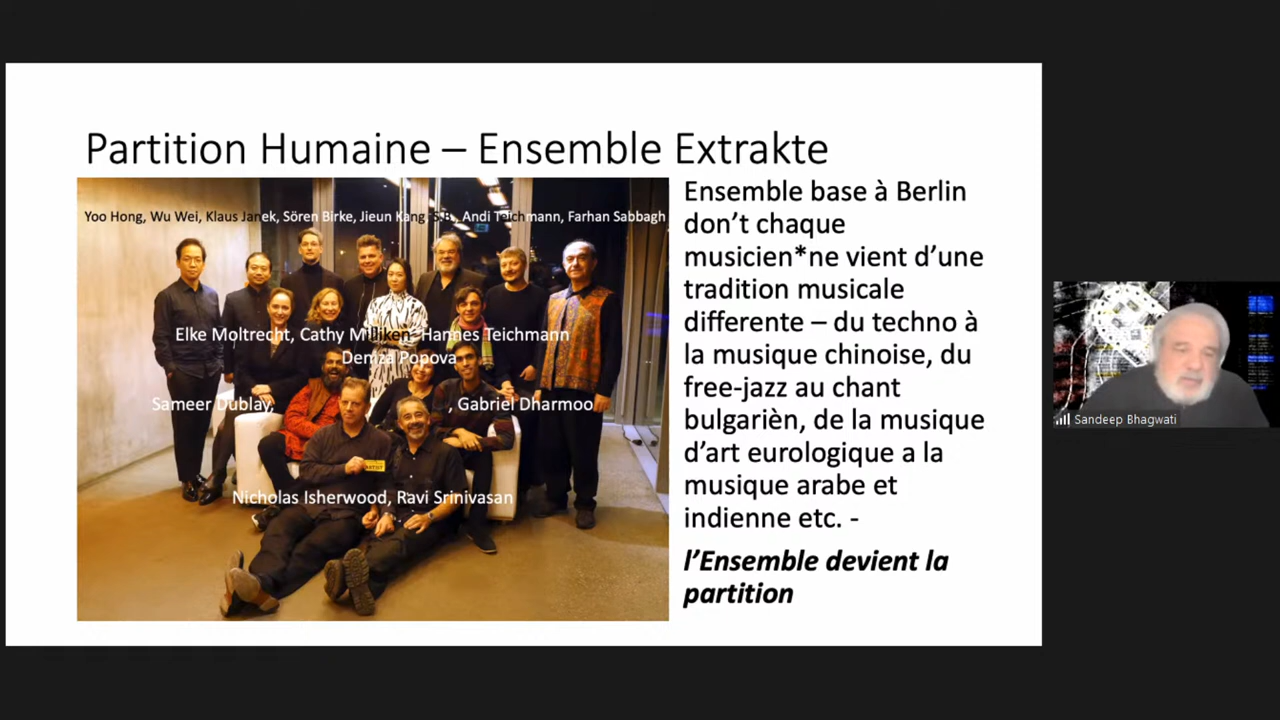 Partition Humaine – Ensemble Extrakte
Yoo Hong, Wu Wei, Klaus Janek, Sören Birke, Jieun Kang, S.B., Andi Teichmann, Farhan Sabbagh
Elke Moltrecht, Cathy Milliken, Hannes Teichmann
Demza Popova
Sameer Dublay, , Gabriel Dharmoo
Nicholas Isherwood, Ravi Srinivasan
ARTIST
Ensemble base à Berlin
don’t chaque
musicien*ne vient d’une
tradition musicale
differente – du techno à
la musique chinoise, du
free-jazz au chant
bulgarièn, de la musique
d’art eurologique a la
musique arabe et
indienne etc. -
l’Ensemble devient la
partition
Sandeep Bhagwati